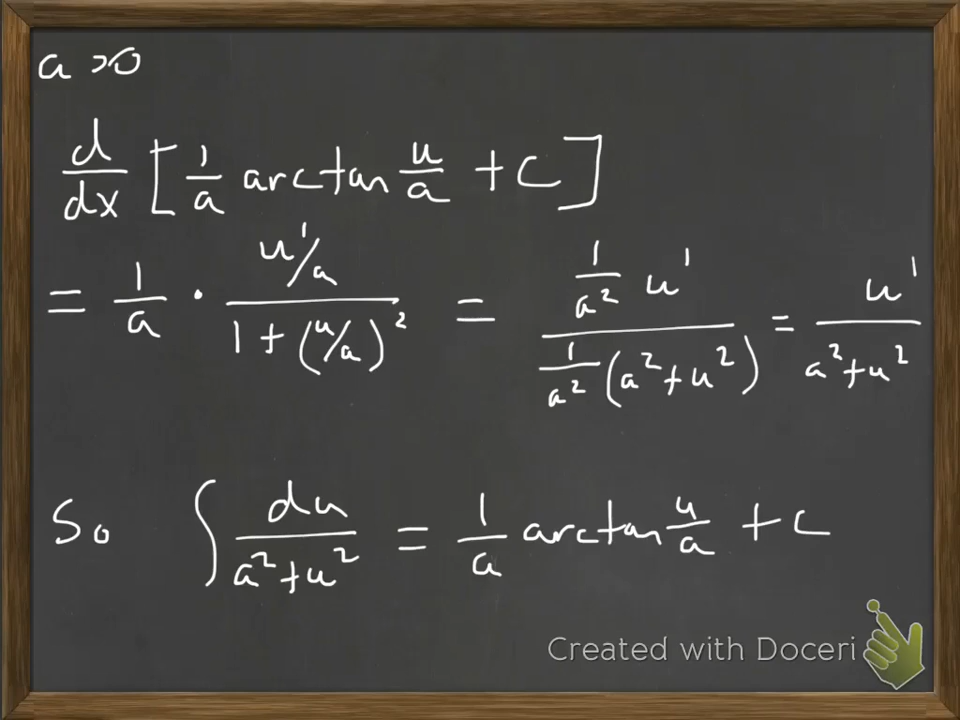 a > 0
d/dx [1/a arctan u/a + C]
= 1/a · (u'/a)/(1 + (u/a)²) = (1/a² u')/(1/a² (a² + u²)) = u'/(a² + u²)
So ∫ du/(a² + u²) = 1/a arctan u/a + C
Created with Doceri